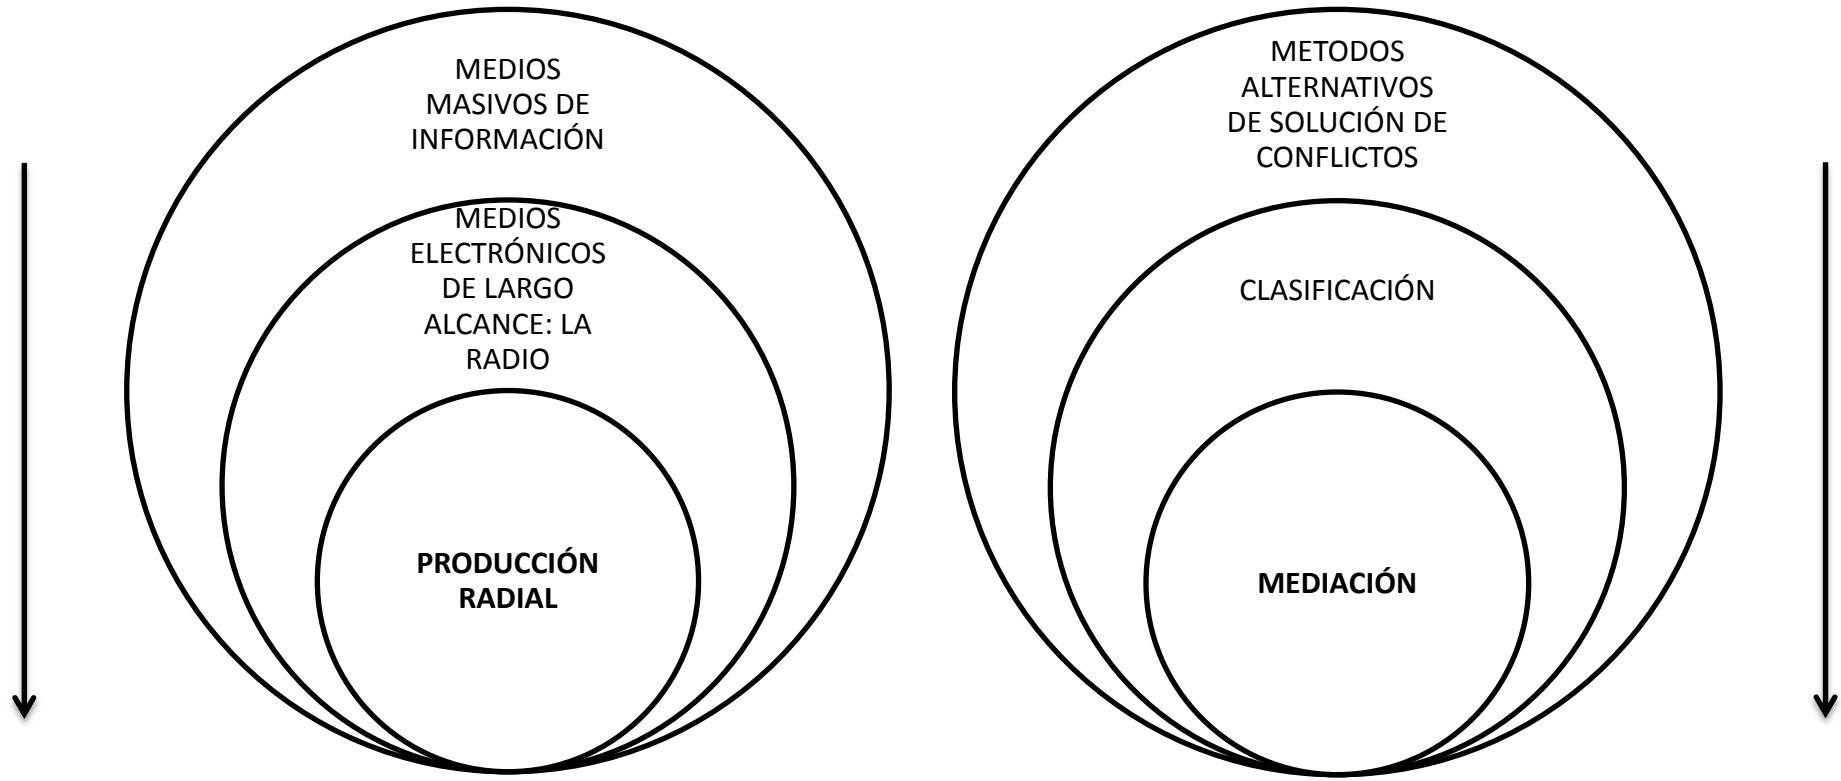 MEDIOS
MASIVOS DE
INFORMACIÓN
MEDIOS
ELECTRÓNICOS
DE LARGO
ALCANCE: LA
RADIO
PRODUCCIÓN
RADIAL
METODOS
ALTERNATIVOS
DE SOLUCIÓN DE
CONFLICTOS
CLASIFICACIÓN
MEDIACIÓN